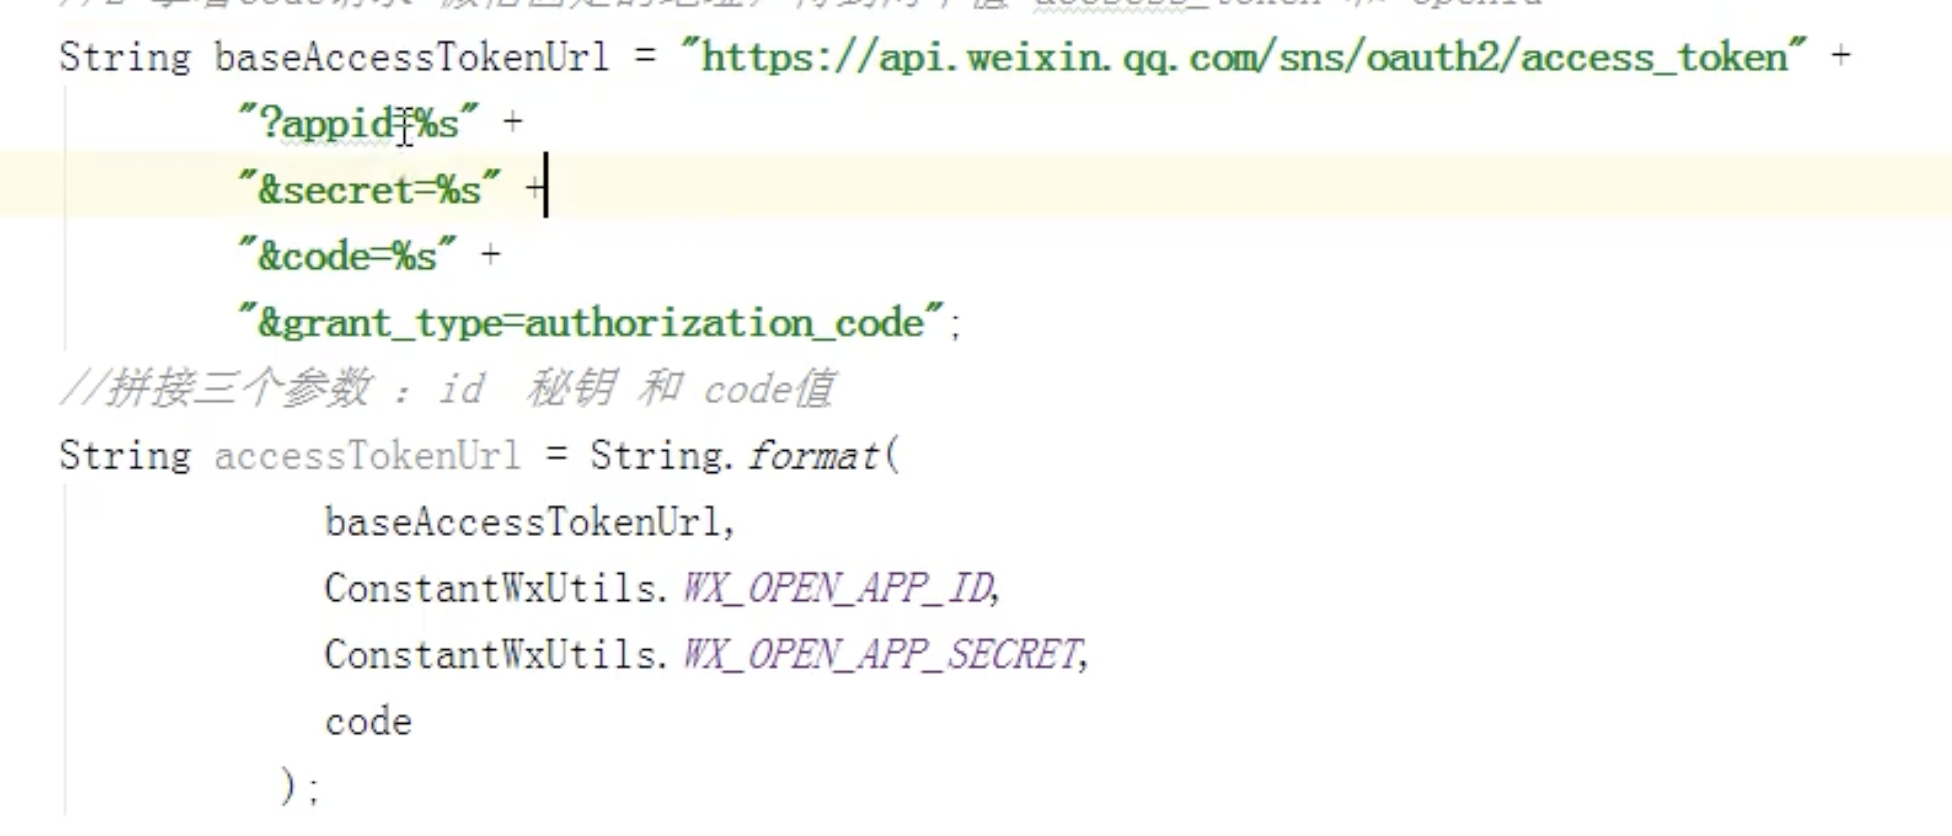 String baseAccessTokenUrl = "https://api.weixin.qq.com/sns/oauth2/access_token" +
"?appid=%s" +
"&secret=%s" +
"&code=%s" +
"&grant_type=authorization_code";
//拼接三个参数 ：id  秘钥 和 code值
String accessTokenUrl = String.format(
baseAccessTokenUrl,
ConstantWxUtils.WX_OPEN_APP_ID,
ConstantWxUtils.WX_OPEN_APP_SECRET,
code
);